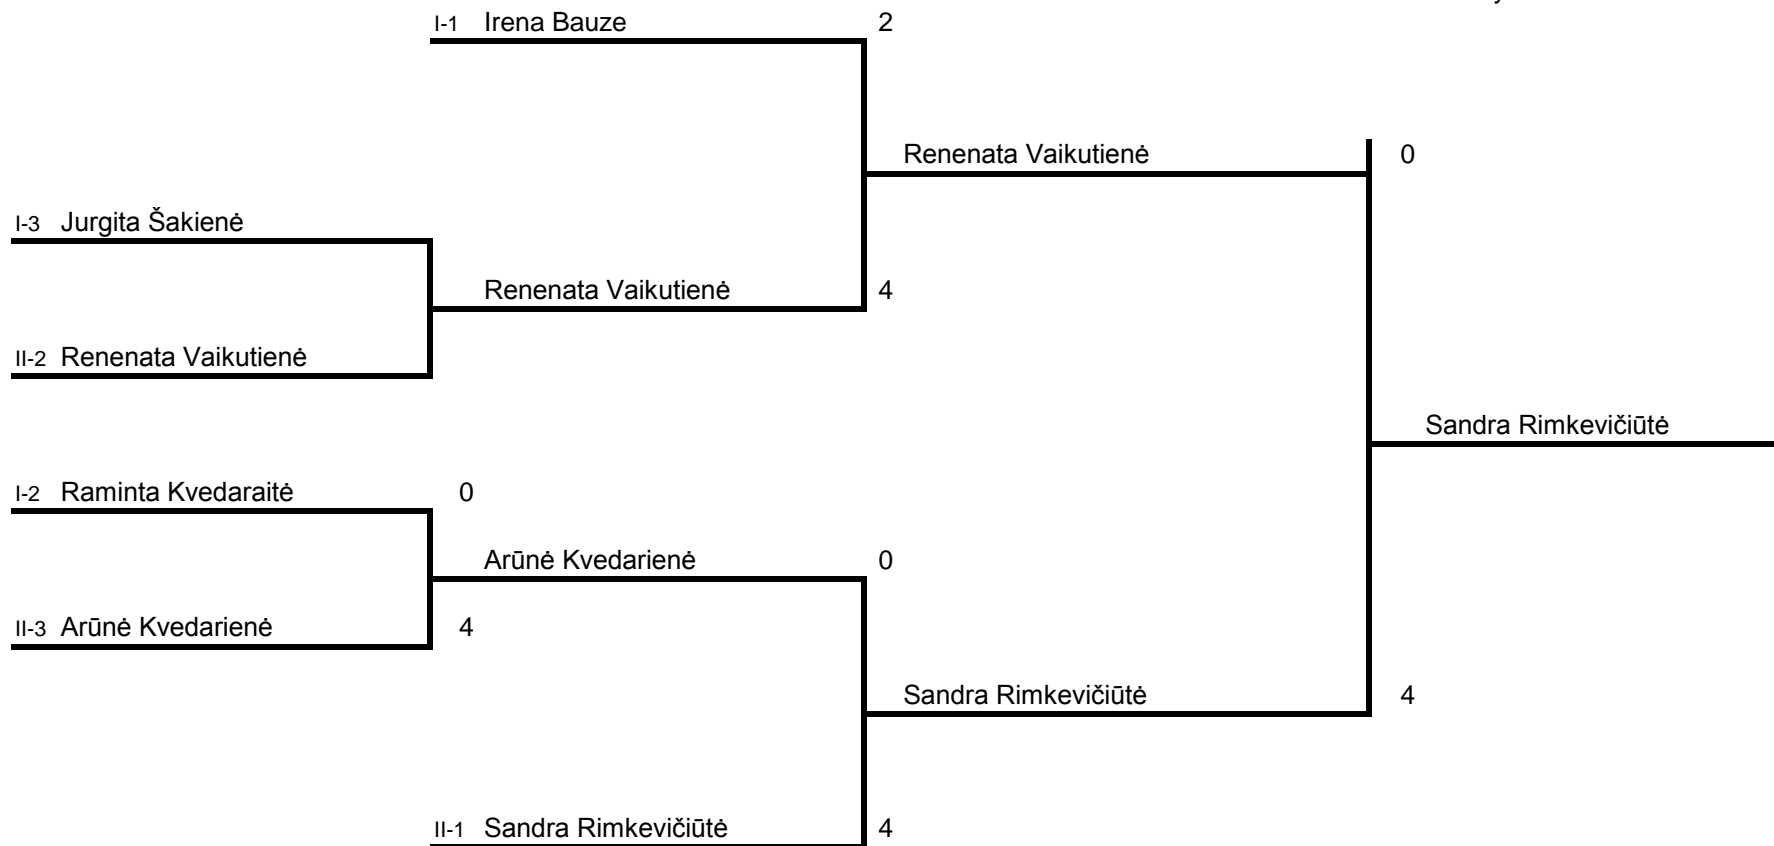 I-1 Irena Bauze 2
Renenata Vaikutienė 0
I-3 Jurgita Šakienė
Renenata Vaikutienė 4
II-2 Renenata Vaikutienė
Sandra Rimkevičiūtė
I-2 Raminta Kvedaraitė 0
Arūnė Kvedarienė 0
II-3 Arūnė Kvedarienė 4
Sandra Rimkevičiūtė 4
II-1 Sandra Rimkevičiūtė 4